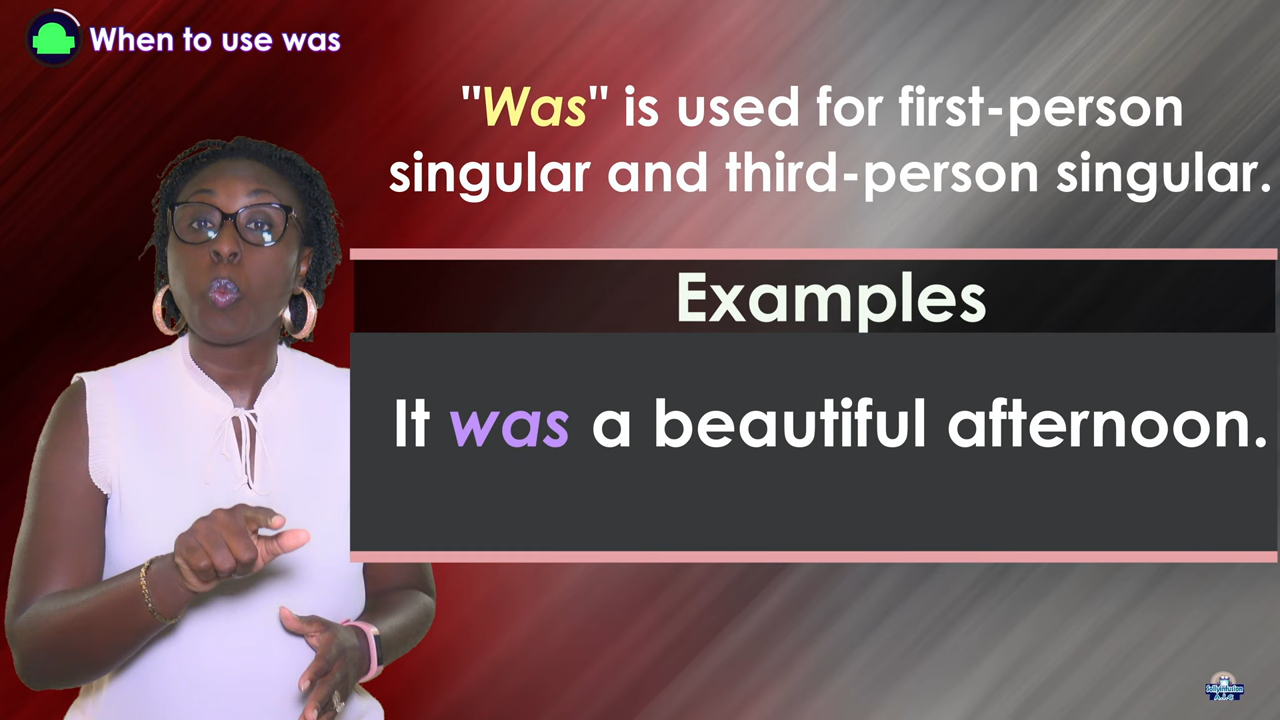 When to use was
"Was" is used for first-person
singular and third-person singular.
Examples
It was a beautiful afternoon.